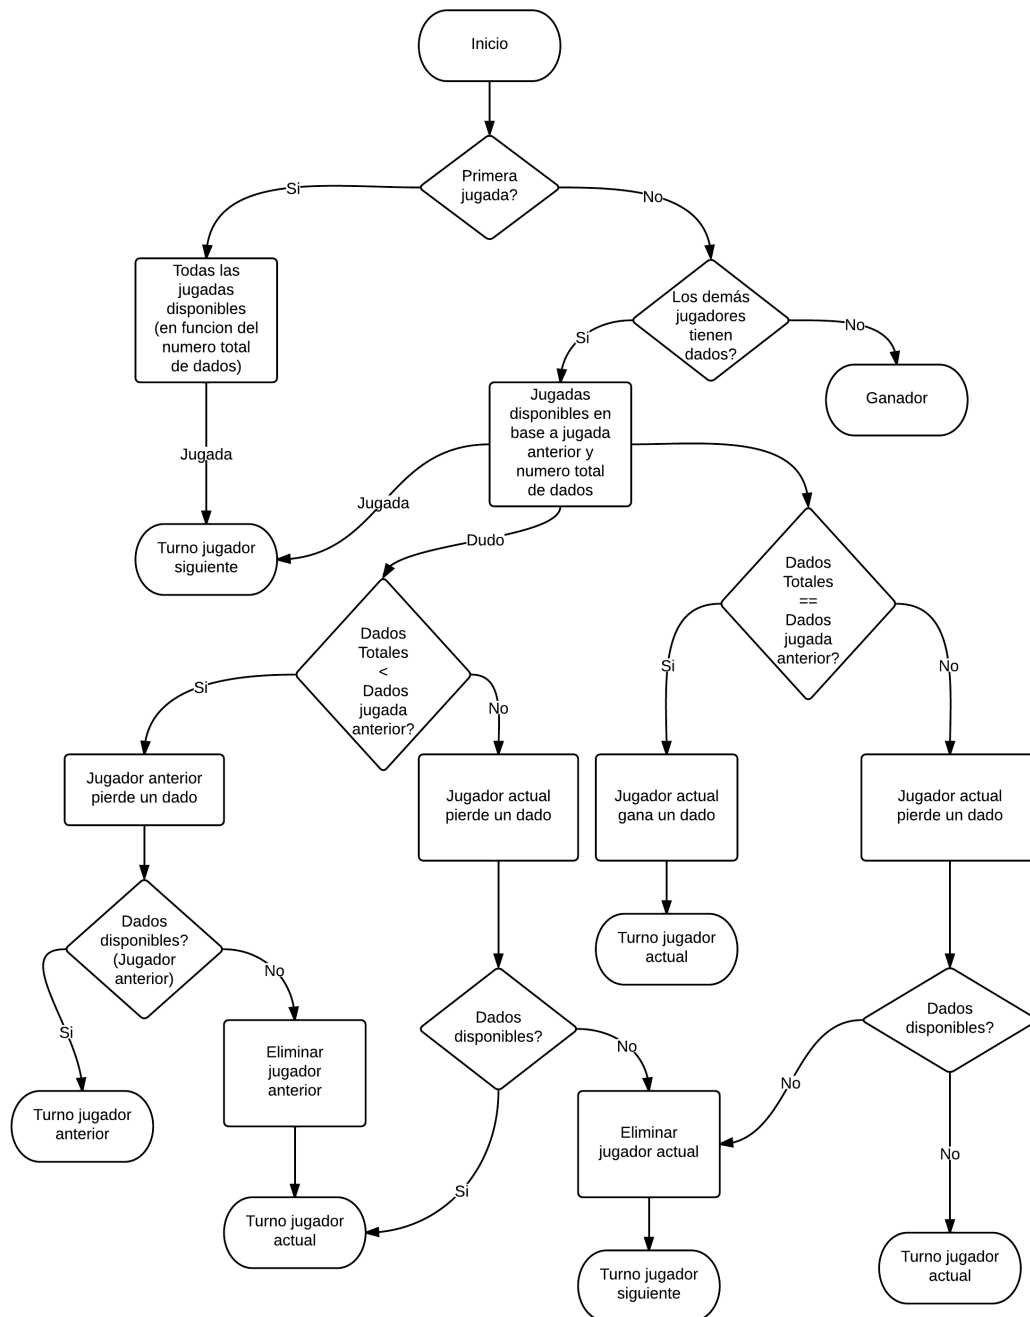 Inicio
Primera
jugada?
Si
No
Todas las
jugadas
disponibles
(en funcion del
numero total
de dados)
Los demás
jugadores
tienen
dados?
Si
No
Ganador
Jugadas
disponibles en
base a jugada
anterior y
numero total
de dados
Jugada
Jugada
Dudo
Turno jugador
siguiente
Dados
Totales
==
Dados
jugada
anterior?
Dados
Totales
<
Dados
jugada
anterior?
Si
No
Si
No
Jugador anterior
pierde un dado
Jugador actual
pierde un dado
Jugador actual
gana un dado
Jugador actual
pierde un dado
Dados
disponibles?
(Jugador
anterior)
Turno jugador
actual
Si
No
Dados
disponibles?
Dados
disponibles?
Eliminar
jugador
anterior
No
No
No
Turno jugador
anterior
Eliminar
jugador actual
Si
Turno jugador
actual
Turno jugador
siguiente
Turno jugador
actual